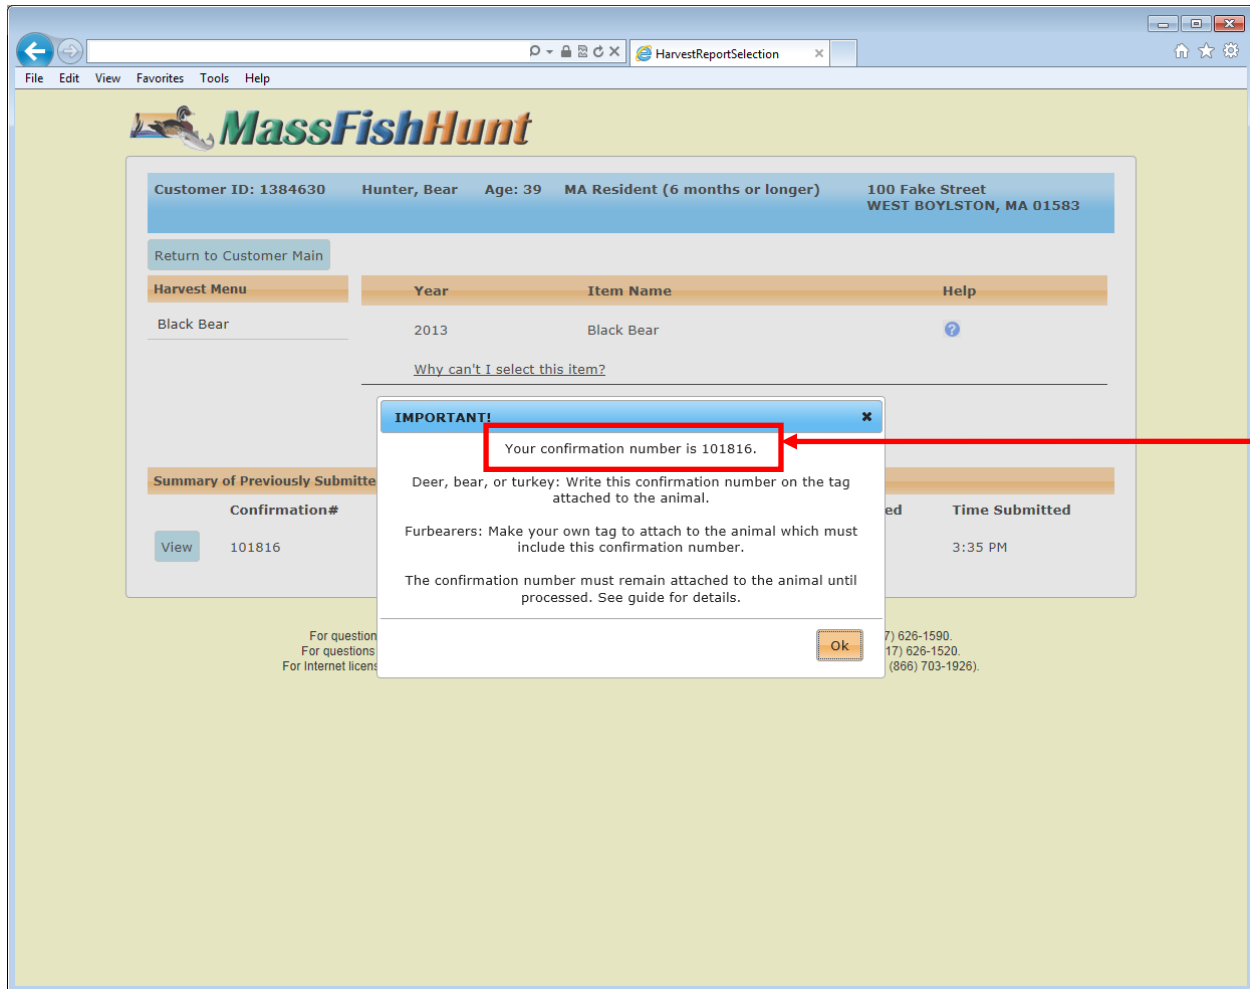 HarvestReportSelection
File Edit View Favorites Tools Help
MassFishHunt
Customer ID: 1384630 Hunter, Bear Age: 39 MA Resident (6 months or longer) 100 Fake Street
WEST BOYLSTON, MA 01583
Return to Customer Main
Harvest Menu Year Item Name Help
Black Bear 2013 Black Bear ?
Why can't I select this item?
IMPORTANT!
Your confirmation number is 101816.
Deer, bear, or turkey: Write this confirmation number on the tag
attached to the animal.
Furbearers: Make your own tag to attach to the animal which must
include this confirmation number.
The confirmation number must remain attached to the animal until
processed. See guide for details.
Ok
Summary of Previously Submitte
Confirmation# ed Time Submitted
View 101816 3:35 PM
For question 7) 626-1590.
For questions 17) 626-1520.
For Internet licens (866) 703-1926).